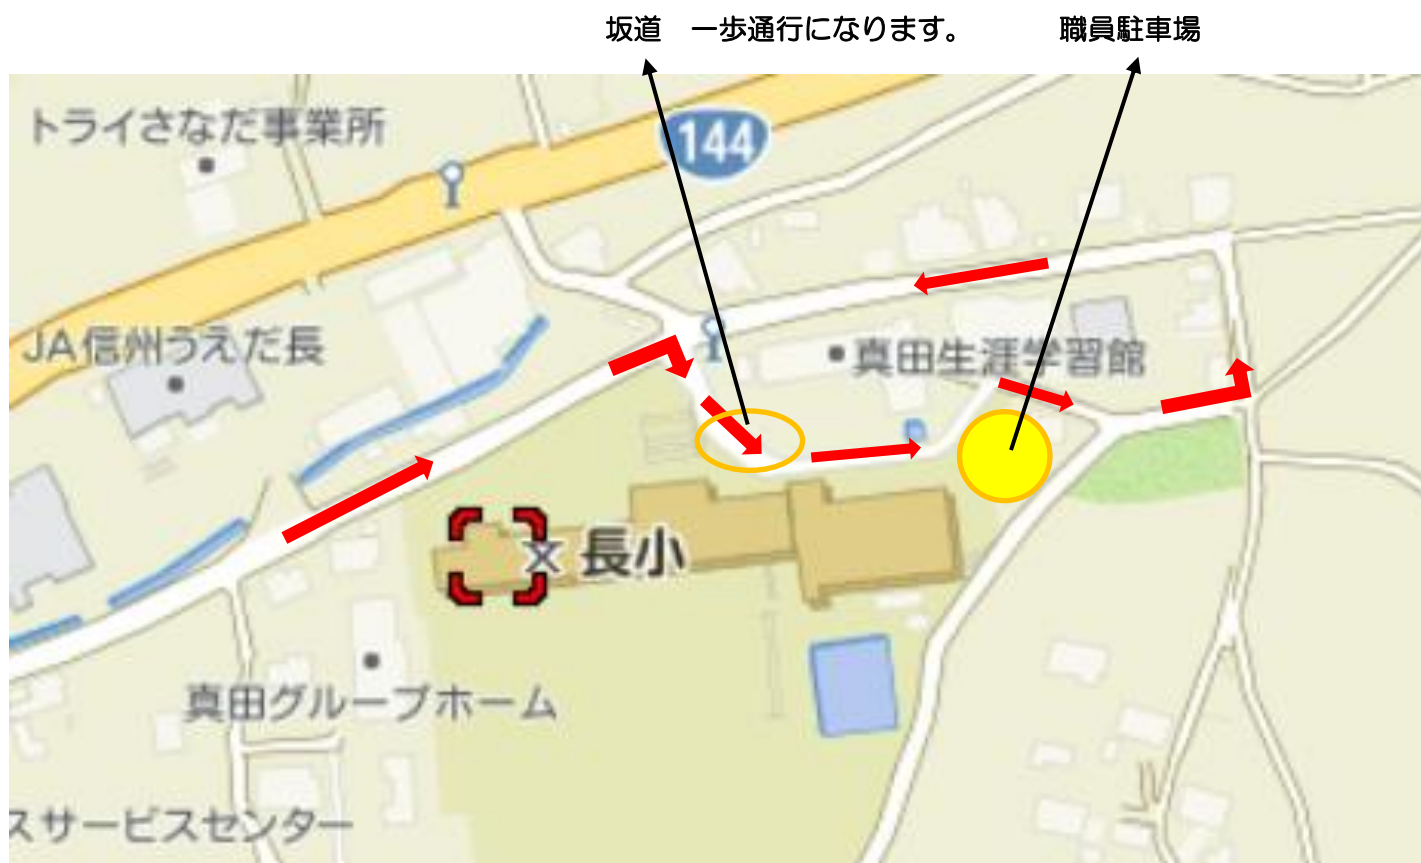 坂道　一歩通行になります。
職員駐車場
トライさなだ事業所
144
JA信州うえだ長
真田生涯学習館
長小
真田グループホーム
スサービスセンター